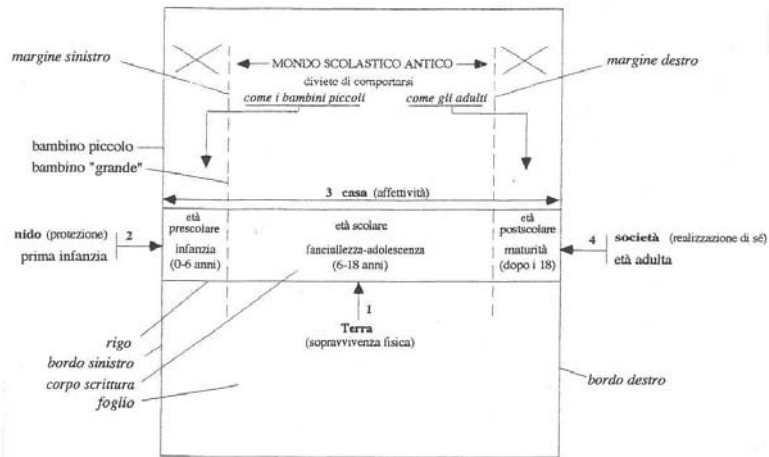 margine sinistro
MONDO SCOLASTICO ANTICO
margine destro
divieto di comportarsi
come i bambini piccoli
come gli adulti
bambino piccolo
bambino "grande"
3 casa (affettività)
età
prescolare
infanzia
(0-6 anni)
età scolare
fanciallezza-adolescenza
(6-18 anni)
età
postscolare
maturità
(dopo i 18)
nido (protezione)
2
prima infanzia
4
società (realizzazione di sé)
età adulta
1
Terra
(sopravvivenza fisica)
rigo
bordo sinistro
corpo scrittura
foglio
bordo destro